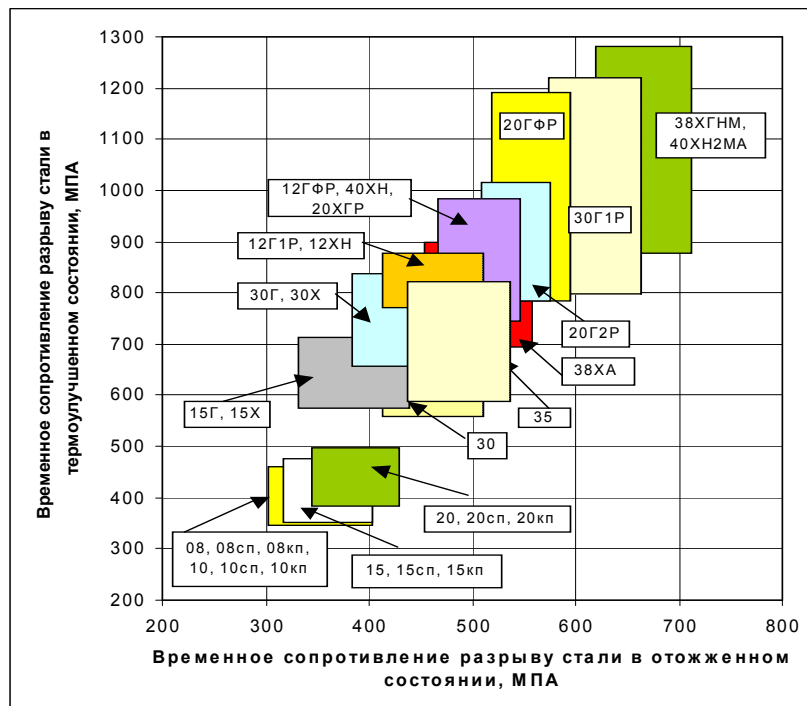 Временное сопротивление разрыву стали в
термоулучшенном состоянии, МПА
1300
1200
1100
1000
900
800
700
600
500
400
300
200
20ГФР
38ХГНМ,
40ХН2МА
12ГФР, 40ХН,
20ХГР
30Г1Р
12Г1Р, 12ХН
30Г, 30Х
20Г2Р
38ХА
15Г, 15Х
35
30
20, 20сп, 20кп
08, 08сп, 08кп,
10, 10сп, 10кп
15, 15сп, 15кп
200 300 400 500 600 700 800
Временное сопротивление разрыву стали в отожженном
состоянии, МПА